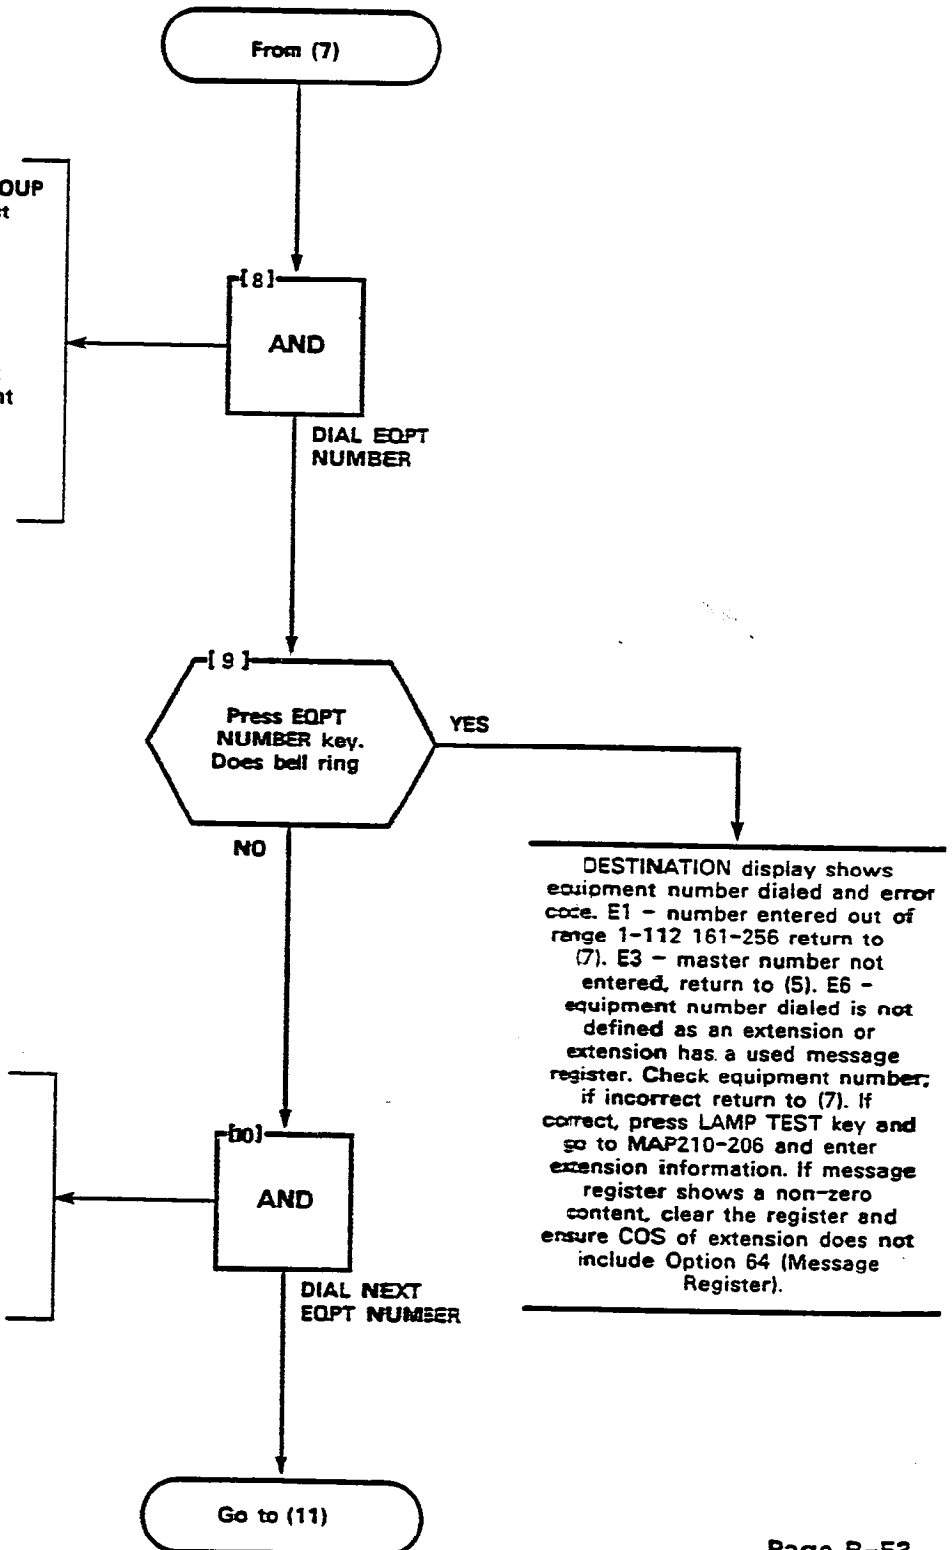 From (7)
OUP
[8]
AND
DIAL EQPT
NUMBER
[9]
Press EQPT
NUMBER key.
Does bell ring
YES
NO
DESTINATION display shows
equipment number dialed and error
code. E1 - number entered out of
range 1-112 161-256 return to
(7). E3 - master number not
entered, return to (5). E6 -
equipment number dialed is not
defined as an extension or
extension has a used message
register. Check equipment number;
if incorrect return to (7). If
correct, press LAMP TEST key and
go to MAP210-206 and enter
extension information. If message
register shows a non-zero
content, clear the register and
ensure COS of extension does not
include Option 64 (Message
Register).
[10]
AND
DIAL NEXT
EQPT NUMBER
Go to (11)